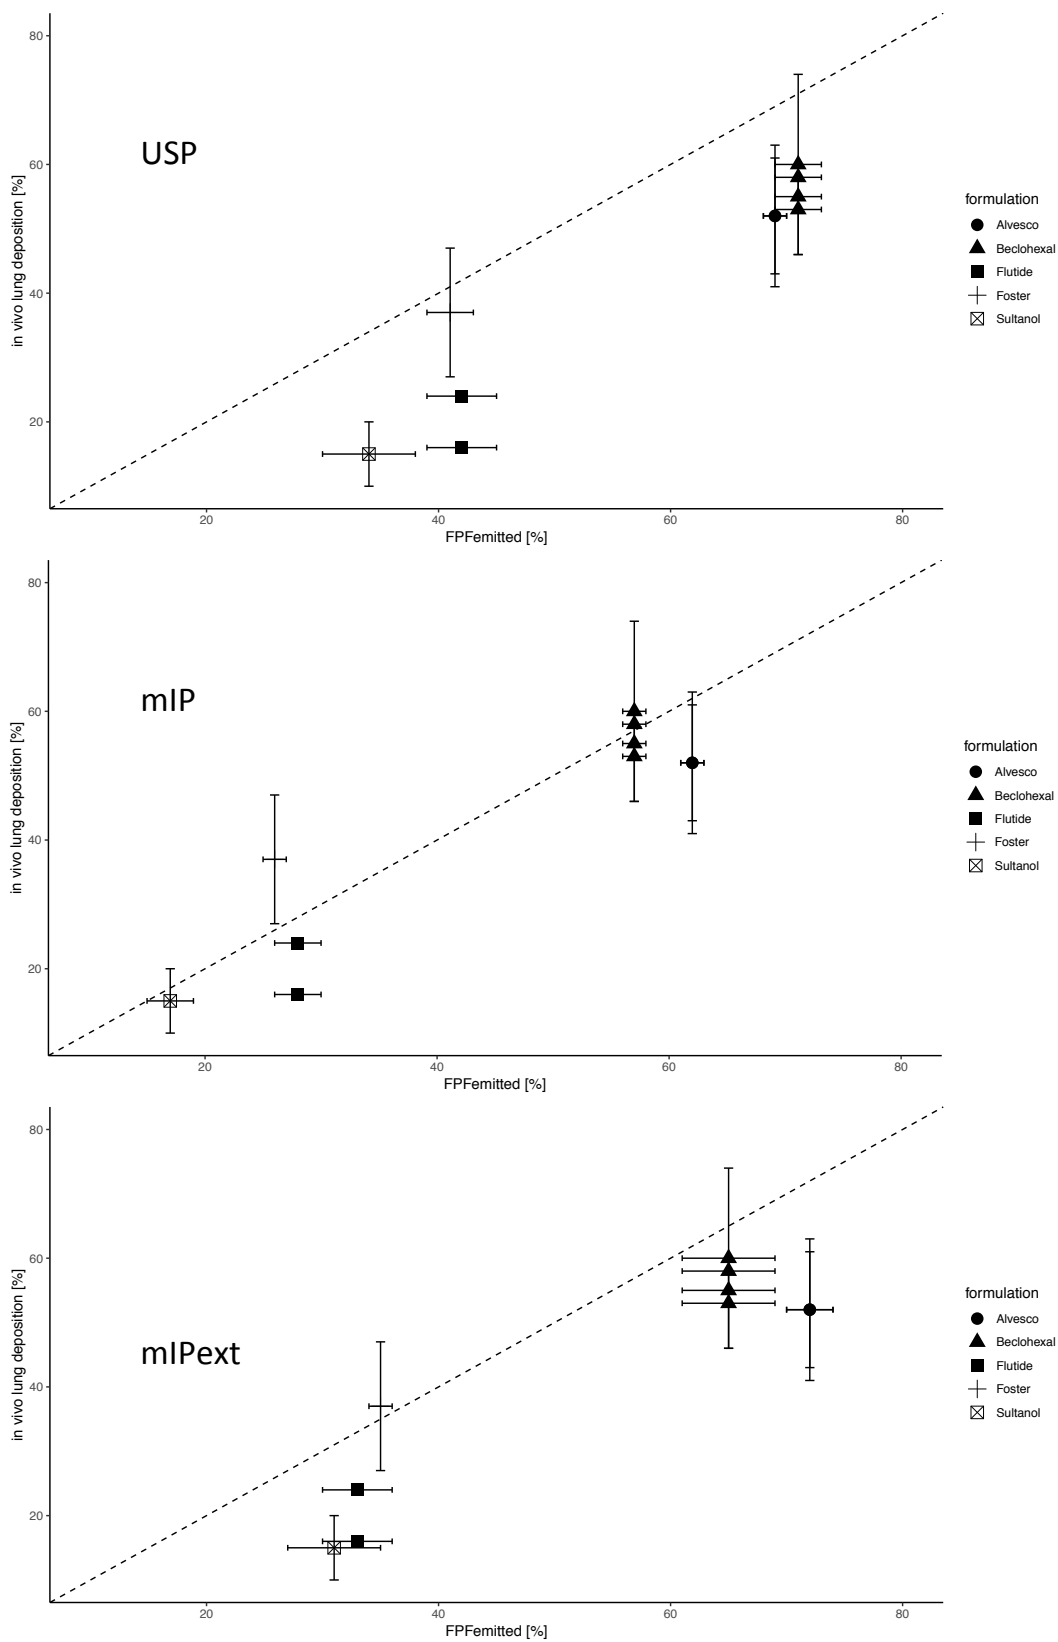 80
60
40
20
in vivo lung deposition [%]
USP
20 40 60 80
FPFemitted [%]
formulation
Alvesco
Beclohexal
Flutide
Foster
Sultanol
80
60
40
20
in vivo lung deposition [%]
mIP
20 40 60 80
FPFemitted [%]
formulation
Alvesco
Beclohexal
Flutide
Foster
Sultanol
80
60
40
20
in vivo lung deposition [%]
mIPext
20 40 60 80
FPFemitted [%]
formulation
Alvesco
Beclohexal
Flutide
Foster
Sultanol